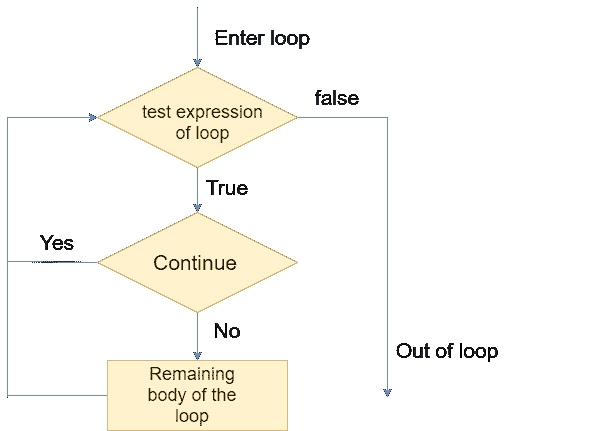 Enter loop
test expression
of loop
false
True
Yes
Continue
No
Out of loop
Remaining
body of the
loop